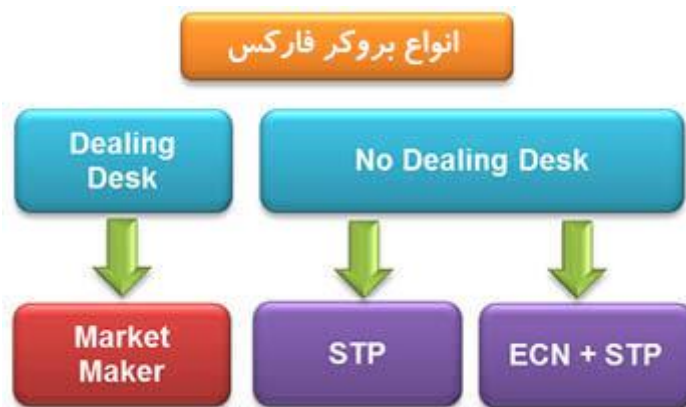 انواع بروکر فارکس
Dealing
Desk
No Dealing Desk
Market
Maker
STP
ECN + STP